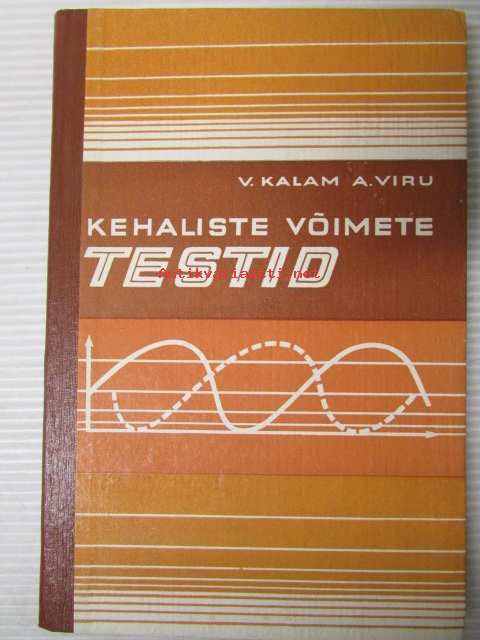 V. KALAM A. VIRU
KEHALISTE VÕIMETE
TESTID